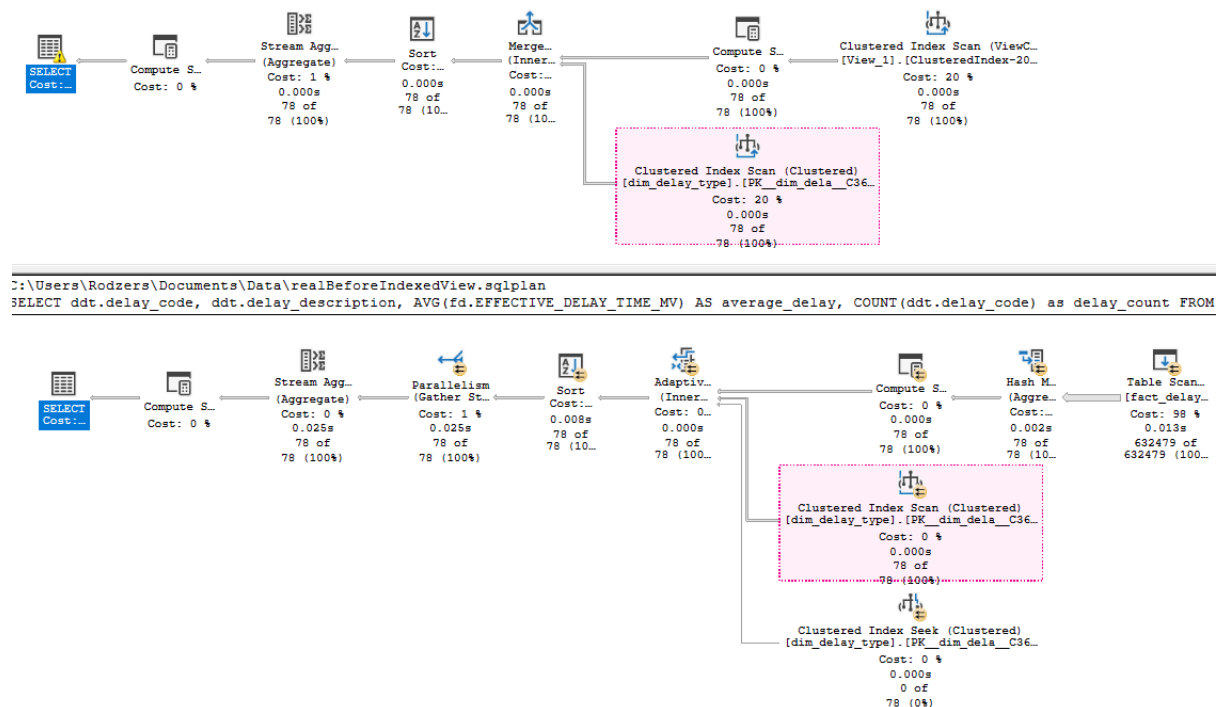 SELECT
Cost:…
Compute S…
Cost: 0 %
Stream Agg…
(Aggregate)
Cost: 1 %
0.000s
78 of
78 (100%)
Sort
Cost:…
0.000s
78 of
78 (10…
Merge…
(Inner…
Cost:…
0.000s
78 of
78 (10…
Compute S…
Cost: 0 %
0.000s
78 of
78 (100%)
Clustered Index Scan (ViewC…
[View_1].[ClusteredIndex-20…
Cost: 20 %
0.000s
78 of
78 (100%)
Clustered Index Scan (Clustered)
[dim_delay_type].[PK__dim_dela__C36…
Cost: 20 %
0.000s
78 of
78 (100%)
C:\Users\Rodzers\Documents\Data\realBeforeIndexedView.sqlplan
SELECT ddt.delay_code, ddt.delay_description, AVG(fd.EFFECTIVE_DELAY_TIME_MV) AS average_delay, COUNT(ddt.delay_code) as delay_count FROM
SELECT
Cost:…
Compute S…
Cost: 0 %
Stream Agg…
(Aggregate)
Cost: 0 %
0.025s
78 of
78 (100%)
Parallelism
(Gather St…
Cost: 1 %
0.025s
78 of
78 (100%)
Sort
Cost:…
0.008s
78 of
78 (10…
Adaptiv…
(Inner…
Cost: 0…
0.000s
78 of
78 (100…
Compute S…
Cost: 0 %
0.000s
78 of
78 (100%)
Hash M…
(Aggre…
Cost:…
0.002s
78 of
78 (10…
Table Scan…
[fact_delay…
Cost: 98 %
0.013s
632479 of
632479 (100…
Clustered Index Scan (Clustered)
[dim_delay_type].[PK__dim_dela__C36…
Cost: 0 %
0.000s
78 of
78 (100%)
Clustered Index Seek (Clustered)
[dim_delay_type].[PK__dim_dela__C36…
Cost: 0 %
0.000s
0 of
78 (0%)